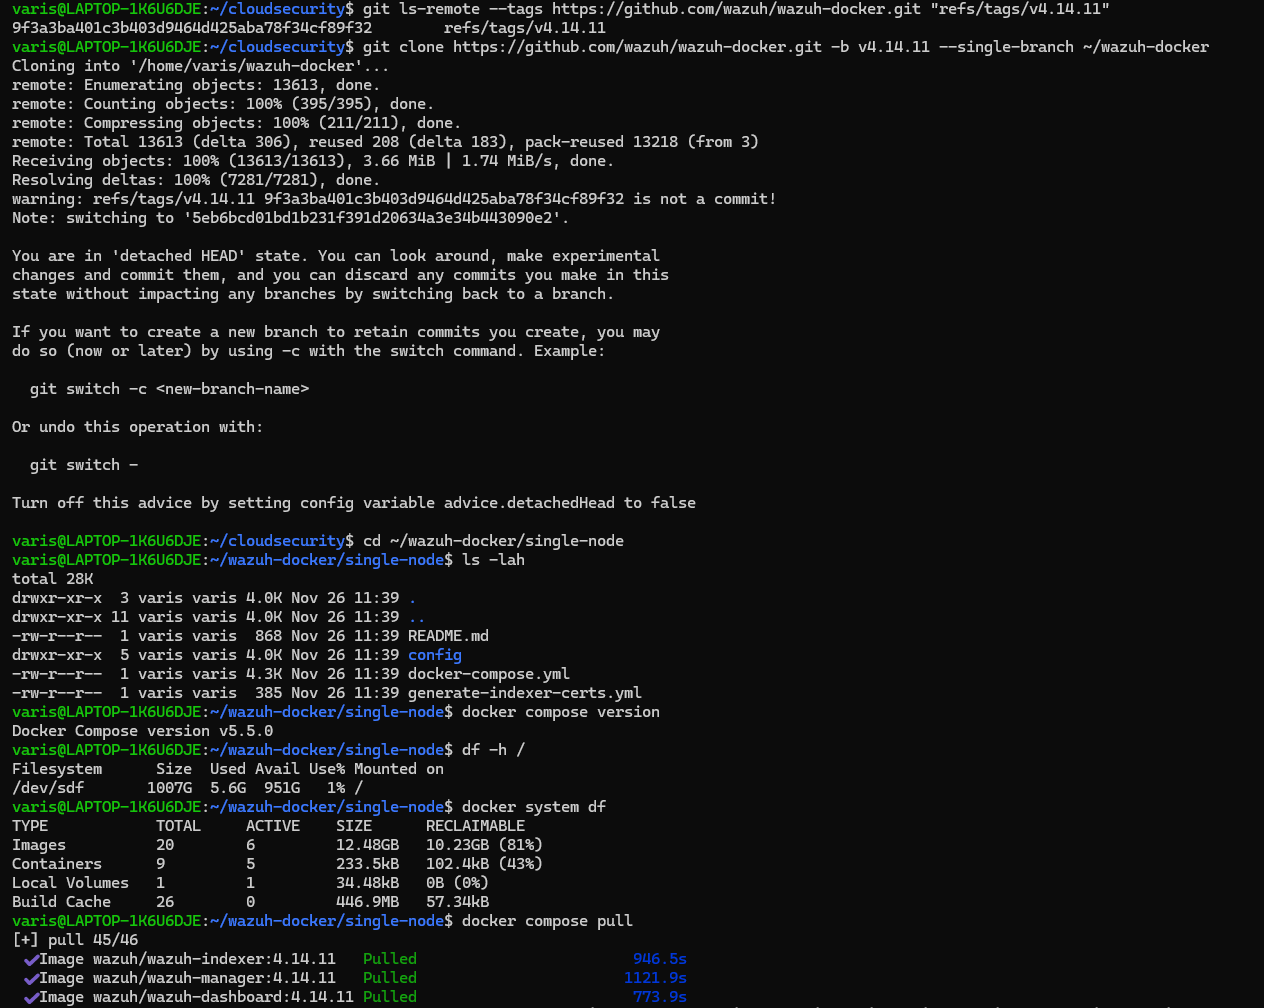 varis@LAPTOP-1K6U6DJE:~/cloudsecurity$ git ls-remote --tags https://github.com/wazuh/wazuh-docker.git "refs/tags/v4.14.11"
9f3a3ba401c3b403d9464d425aba78f34cf89f32        refs/tags/v4.14.11
varis@LAPTOP-1K6U6DJE:~/cloudsecurity$ git clone https://github.com/wazuh/wazuh-docker.git -b v4.14.11 --single-branch ~/wazuh-docker
Cloning into '/home/varis/wazuh-docker'...
remote: Enumerating objects: 13613, done.
remote: Counting objects: 100% (395/395), done.
remote: Compressing objects: 100% (211/211), done.
remote: Total 13613 (delta 306), reused 208 (delta 183), pack-reused 13218 (from 3)
Receiving objects: 100% (13613/13613), 3.66 MiB | 1.74 MiB/s, done.
Resolving deltas: 100% (7281/7281), done.
warning: refs/tags/v4.14.11 9f3a3ba401c3b403d9464d425aba78f34cf89f32 is not a commit!
Note: switching to '5eb6bcd01bd1b231f391d20634a3e34b443090e2'.

You are in 'detached HEAD' state. You can look around, make experimental
changes and commit them, and you can discard any commits you make in this
state without impacting any branches by switching back to a branch.

If you want to create a new branch to retain commits you create, you may
do so (now or later) by using -c with the switch command. Example:

  git switch -c <new-branch-name>

Or undo this operation with:

  git switch -

Turn off this advice by setting config variable advice.detachedHead to false

varis@LAPTOP-1K6U6DJE:~/cloudsecurity$ cd ~/wazuh-docker/single-node
varis@LAPTOP-1K6U6DJE:~/wazuh-docker/single-node$ ls -lah
total 28K
drwxr-xr-x  3 varis varis 4.0K Nov 26 11:39 .
drwxr-xr-x 11 varis varis 4.0K Nov 26 11:39 ..
-rw-r--r--  1 varis varis  868 Nov 26 11:39 README.md
drwxr-xr-x  5 varis varis 4.0K Nov 26 11:39 config
-rw-r--r--  1 varis varis 4.3K Nov 26 11:39 docker-compose.yml
-rw-r--r--  1 varis varis  385 Nov 26 11:39 generate-indexer-certs.yml
varis@LAPTOP-1K6U6DJE:~/wazuh-docker/single-node$ docker compose version
Docker Compose version v5.5.0
varis@LAPTOP-1K6U6DJE:~/wazuh-docker/single-node$ df -h /
Filesystem      Size  Used Avail Use% Mounted on
/dev/sdf       1007G  5.6G  951G   1% /
varis@LAPTOP-1K6U6DJE:~/wazuh-docker/single-node$ docker system df
TYPE            TOTAL     ACTIVE    SIZE      RECLAIMABLE
Images          20        6         12.48GB   10.23GB (81%)
Containers      9         5         233.5kB   102.4kB (43%)
Local Volumes   1         1         34.48kB   0B (0%)
Build Cache     26        0         446.9MB   57.34kB
varis@LAPTOP-1K6U6DJE:~/wazuh-docker/single-node$ docker compose pull
[+] pull 45/46
 ✔Image wazuh/wazuh-indexer:4.14.11   Pulled                        946.5s
 ✔Image wazuh/wazuh-manager:4.14.11   Pulled                       1121.9s
 ✔Image wazuh/wazuh-dashboard:4.14.11 Pulled                        773.9s